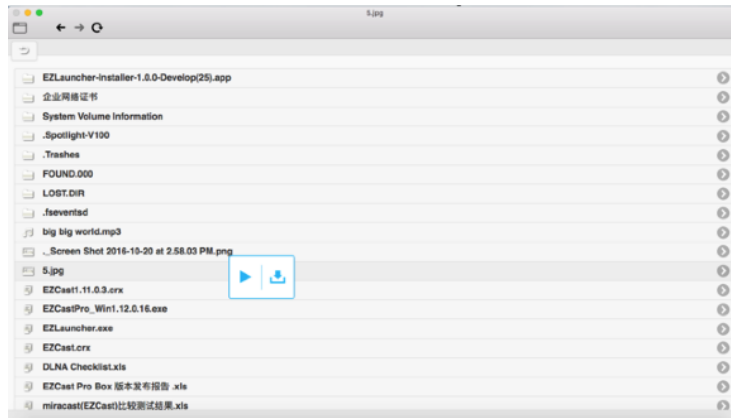 5.jpg
EZLauncher-installer-1.0.0-Develop(25).app
企业网络证书
System Volume Information
.Spotlight-V100
.Trashes
FOUND.000
LOST.DIR
.fseventsd
big big world.mp3
._Screen Shot 2016-10-20 at 2.58.03 PM.png
5.jpg
EZCast1.11.0.3.crx
EZCastPro_Win1.12.0.16.exe
EZLauncher.exe
EZCast.crx
DLNA Checklist.xls
EZCast Pro Box 版本发布报告 .xls
miracast(EZCast)比较测试结果.xls